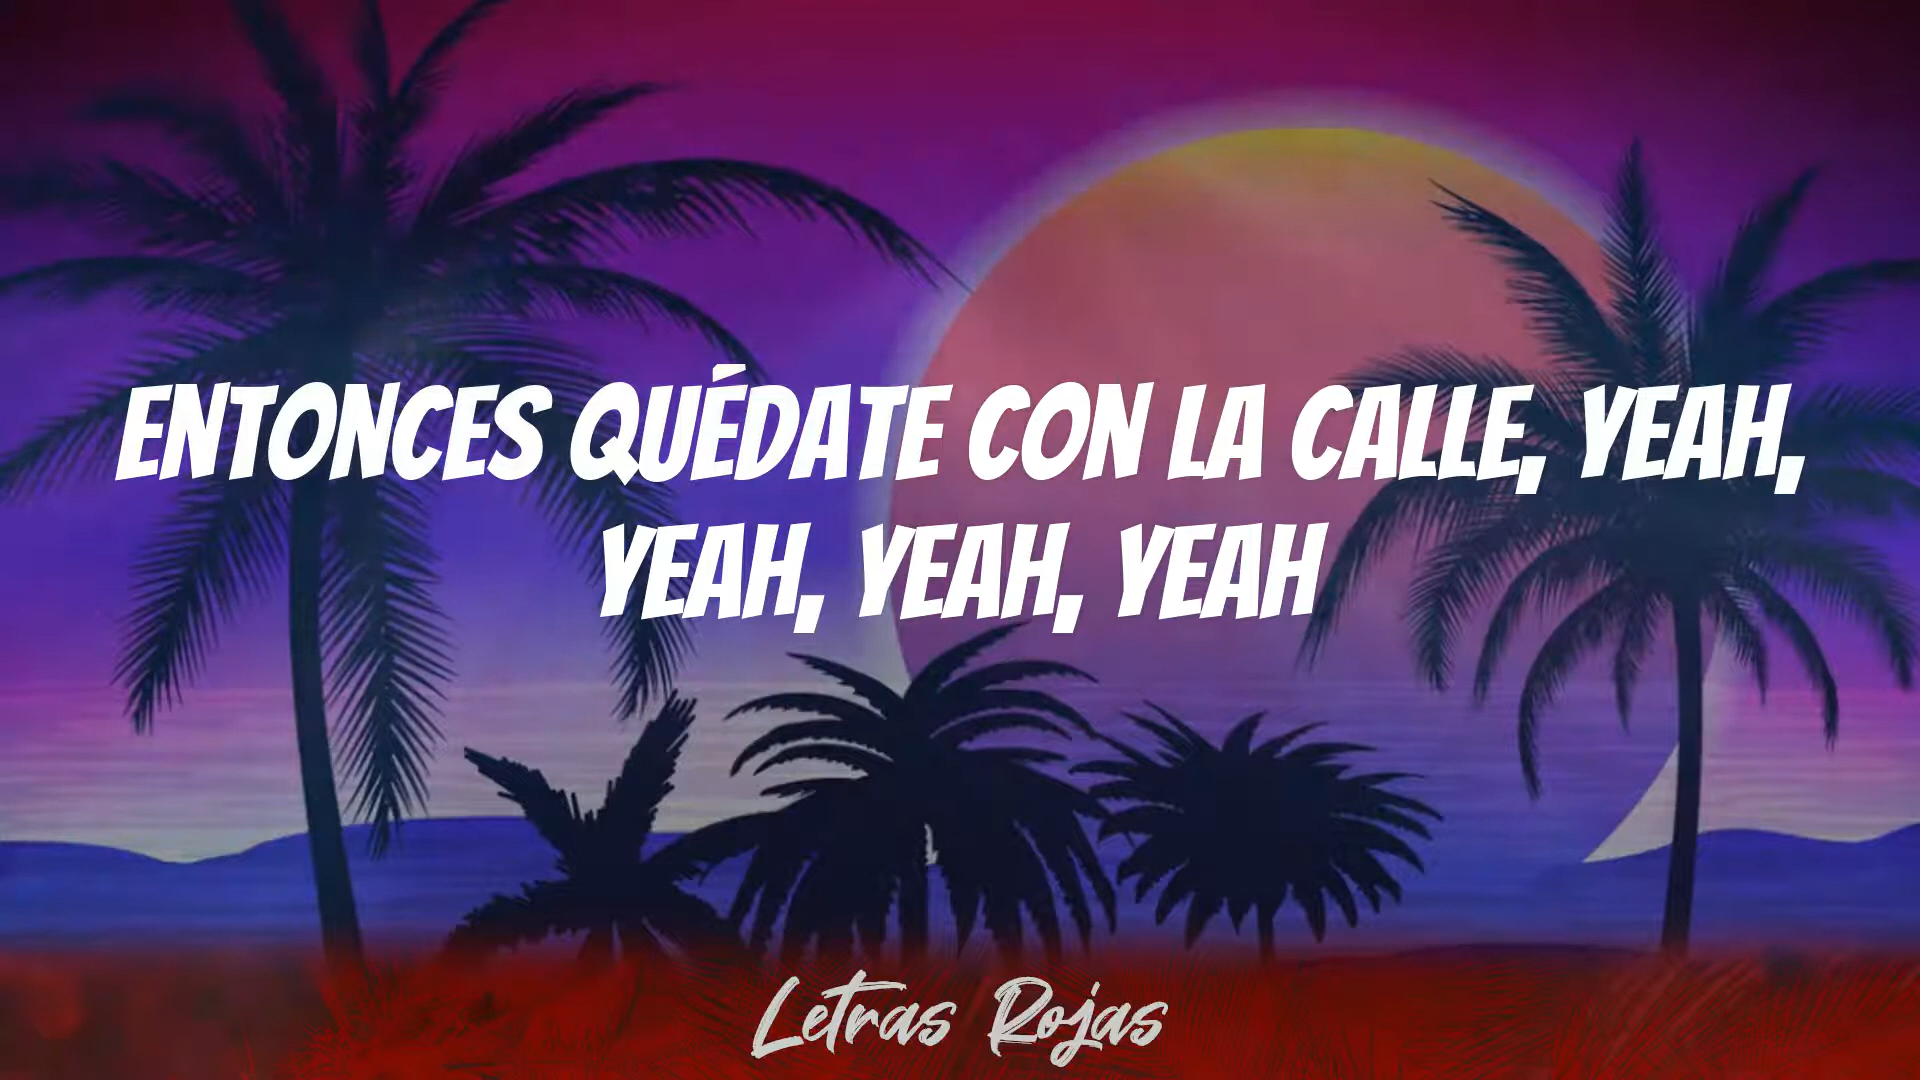 ENTONCES QUÉDATE CON LA CALLE, YEAH,
YEAH, YEAH, YEAH
Letras Rojas